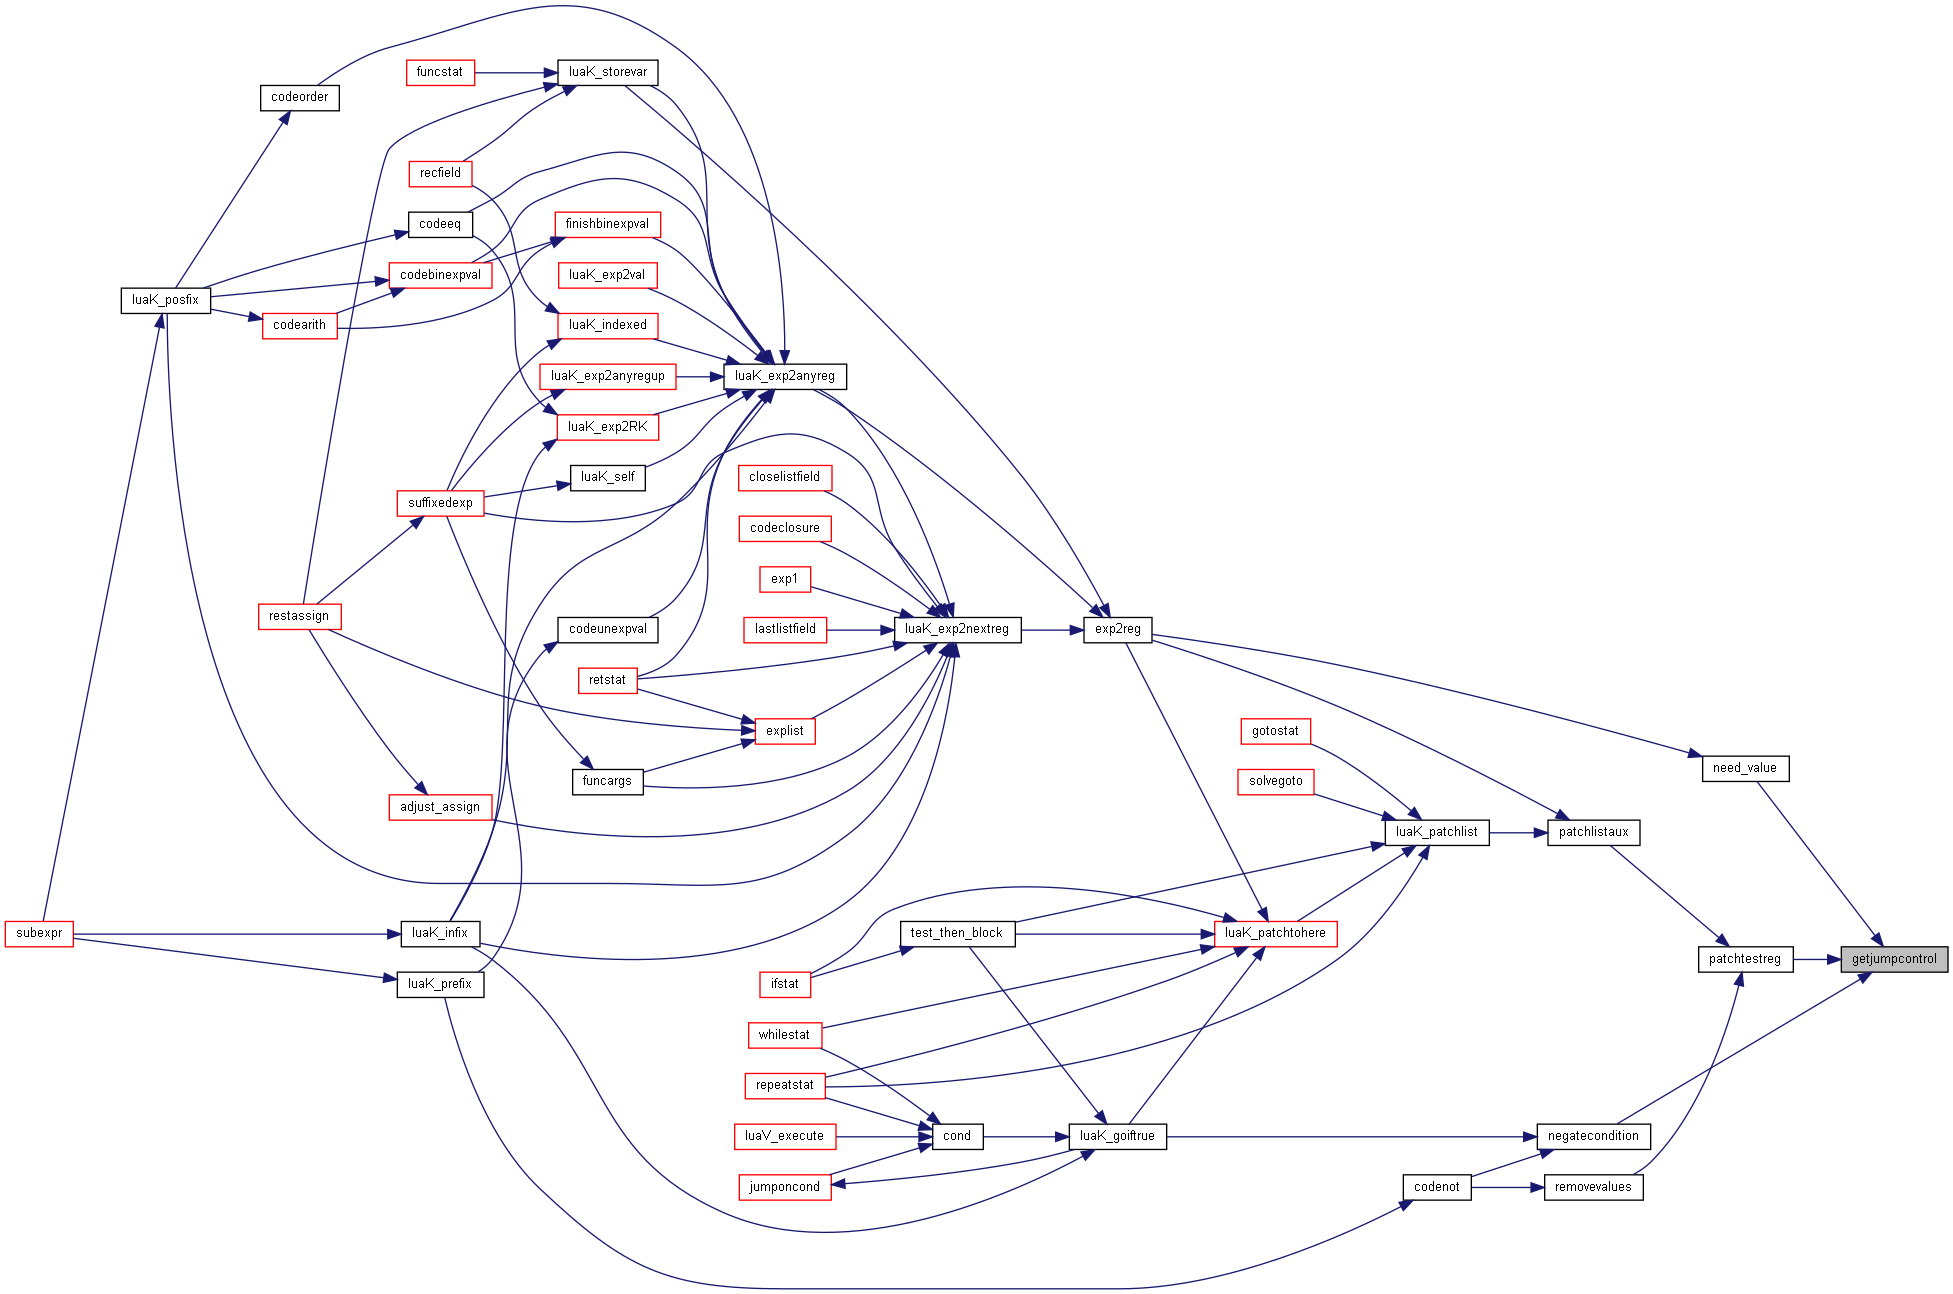 funcstat
luaK_storevar
codeorder
recfield
codeeq
finishbinexpval
codebinexpval
luaK_exp2val
luaK_posfix
codearith
luaK_indexed
luaK_exp2anyregup
luaK_exp2anyreg
luaK_exp2RK
luaK_self
closelistfield
suffixedexp
codeclosure
exp1
restassign
codeunexpval
lastlistfield
luaK_exp2nextreg
exp2reg
retstat
explist
gotostat
funcargs
solvegoto
need_value
adjust_assign
luaK_patchlist
patchlistaux
subexpr
luaK_infix
test_then_block
luaK_patchtohere
patchtestreg
getjumpcontrol
luaK_prefix
ifstat
whilestat
repeatstat
luaV_execute
cond
luaK_goiftrue
negatecondition
jumponcond
codenot
removevalues